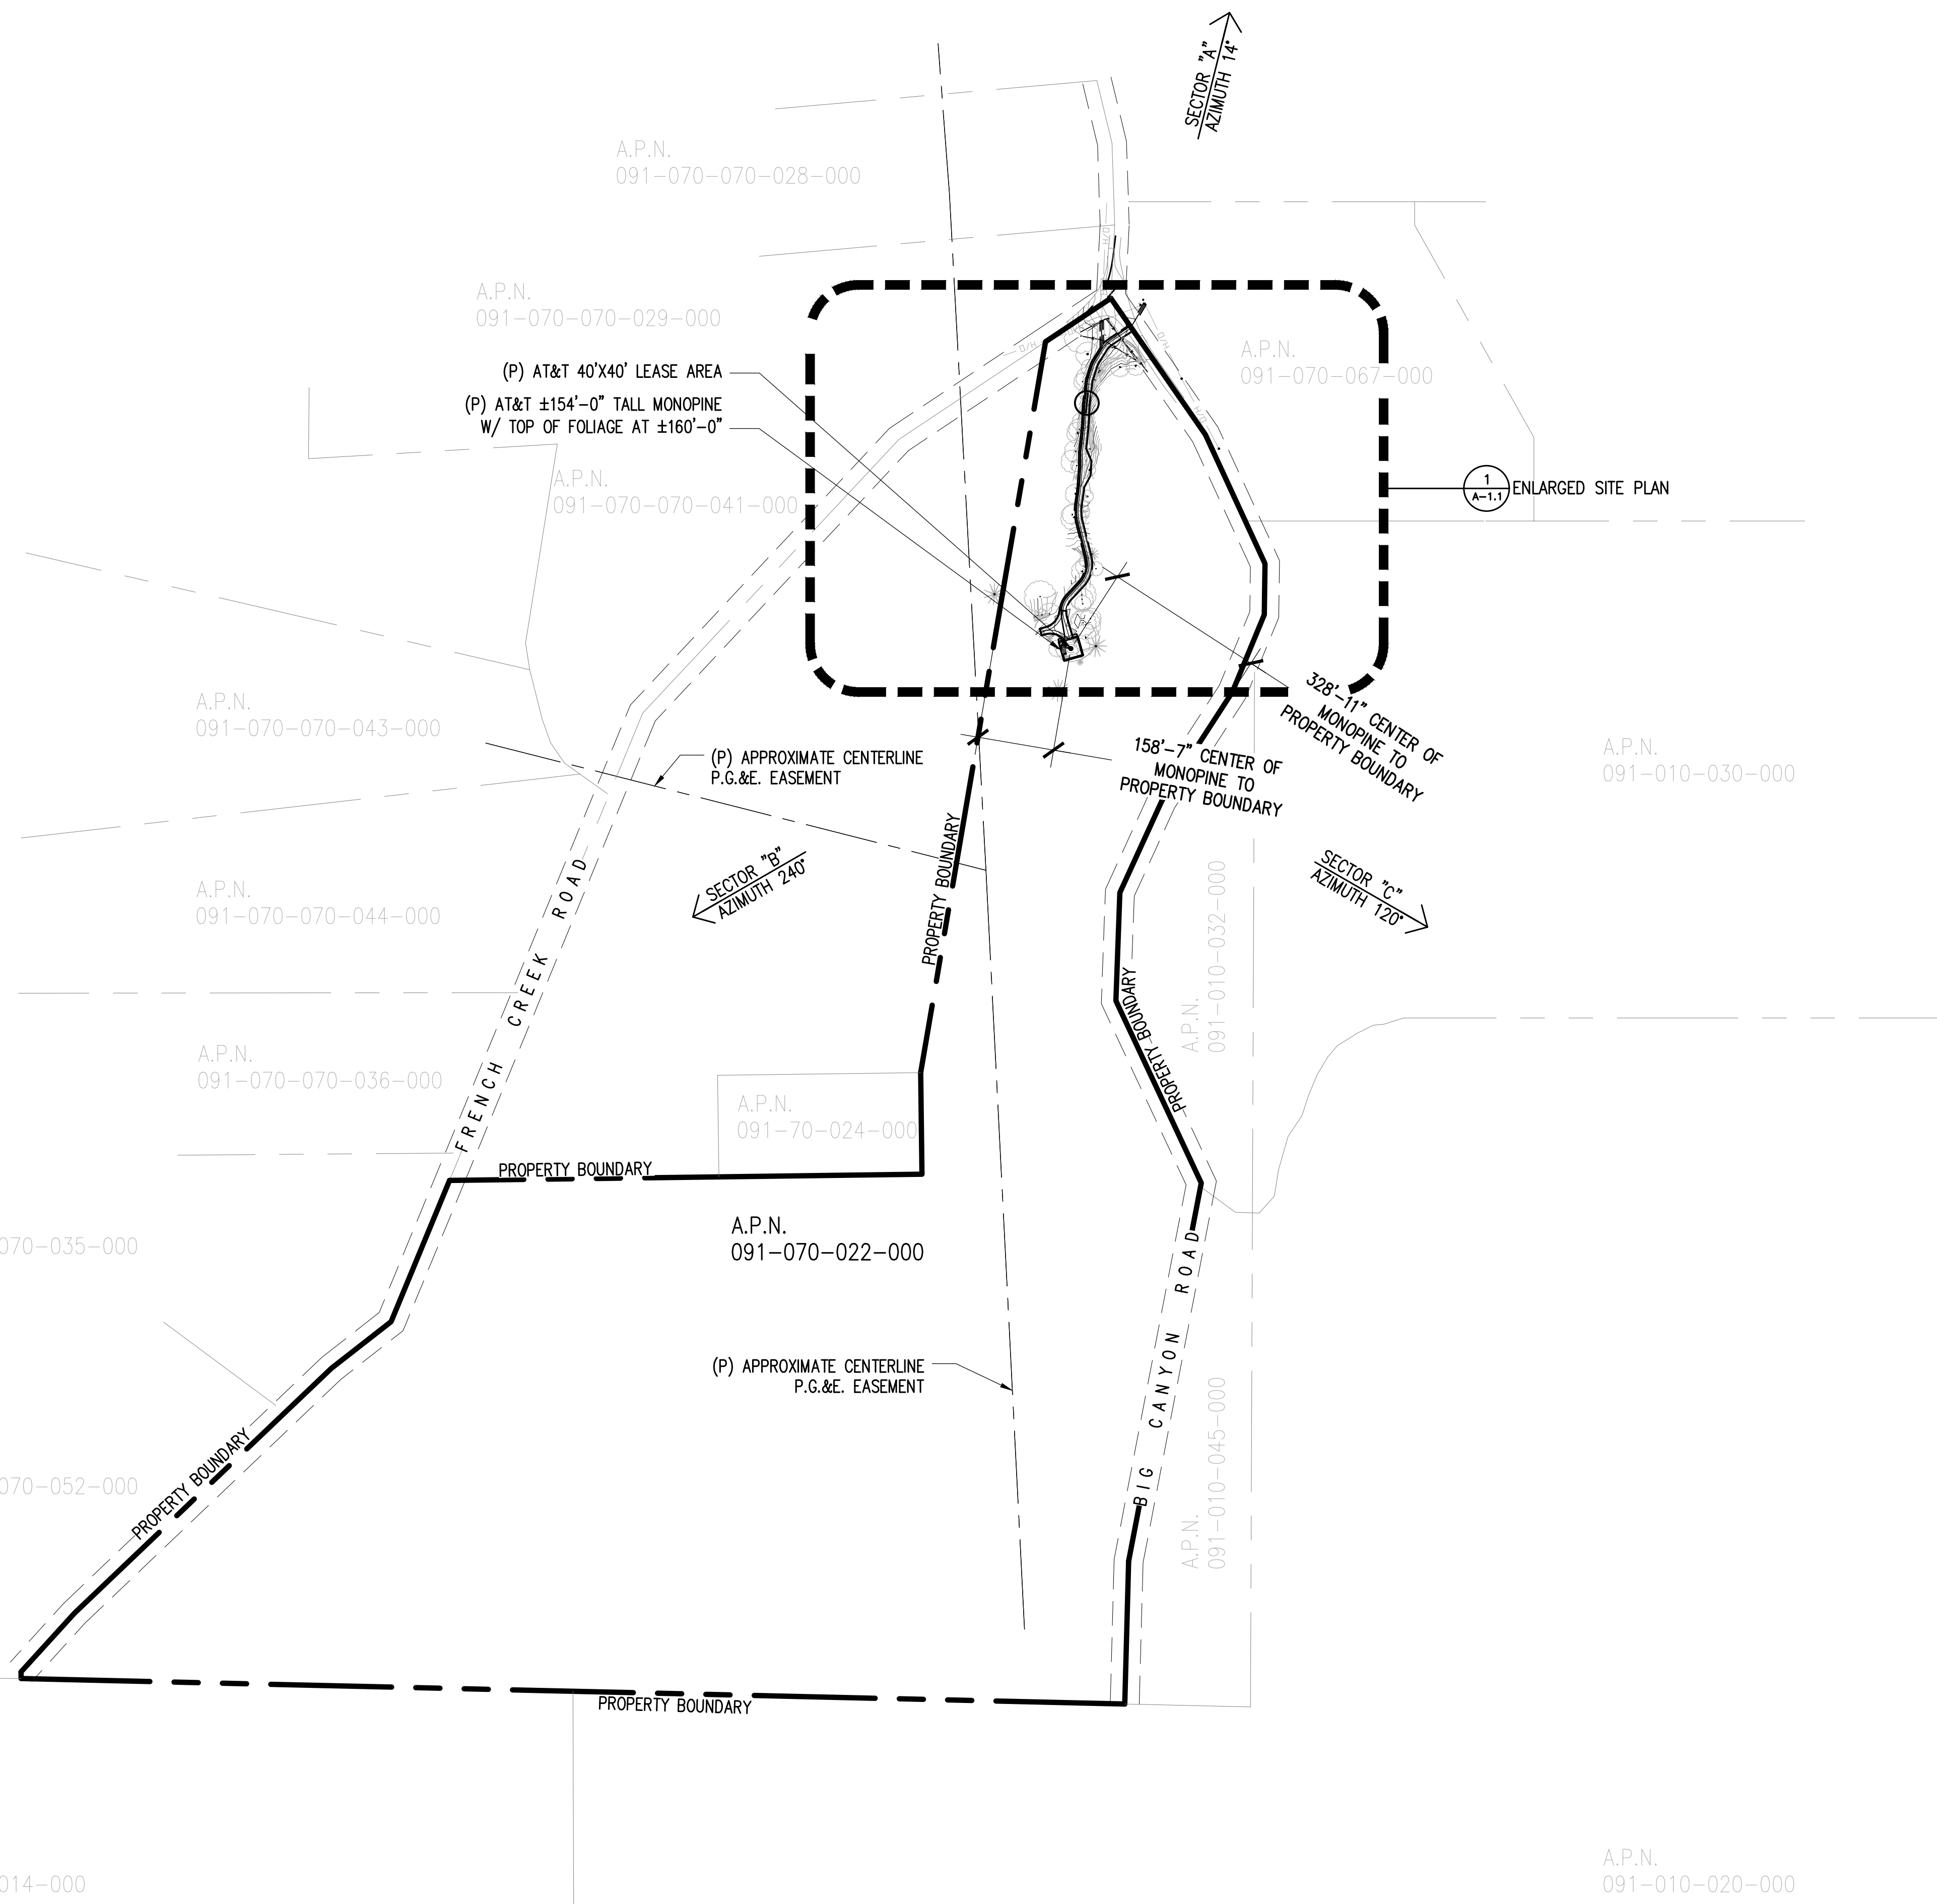 SECTOR "A"
AZIMUTH 14°
A.P.N.
091-070-070-028-000
O/H
A.P.N.
091-070-070-029-000
O/H
O/H
O/H
A.P.N.
091-070-067-000
(P) AT&T 40'X40' LEASE AREA
(P) AT&T ±154'-0" TALL MONOPINE
W/ TOP OF FOLIAGE AT ±160'-0"
A.P.N.
091-070-070-041-000
1
A-1.1
ENLARGED SITE PLAN
328'-11" CENTER OF
MONOPINE TO
PROPERTY BOUNDARY
A.P.N.
091-070-070-043-000
(P) APPROXIMATE CENTERLINE
P.G.&E. EASEMENT
158'-7" CENTER OF
MONOPINE TO
PROPERTY BOUNDARY
A.P.N.
091-010-030-000
PROPERTY BOUNDARY
SECTOR "B"
AZIMUTH 240°
SECTOR "C"
AZIMUTH 120°
A.P.N.
091-070-070-044-000
A.P.N.
091-010-032-000
FRENCH CREEK ROAD
PROPERTY BOUNDARY
A.P.N.
091-070-070-036-000
A.P.N.
091-70-024-000
PROPERTY BOUNDARY
A.P.N.
091-070-022-000
070-035-000
BIG CANYON ROAD
(P) APPROXIMATE CENTERLINE
P.G.&E. EASEMENT
A.P.N.
091-010-045-000
PROPERTY BOUNDARY
070-052-000
PROPERTY BOUNDARY
A.P.N.
091-010-020-000
014-000